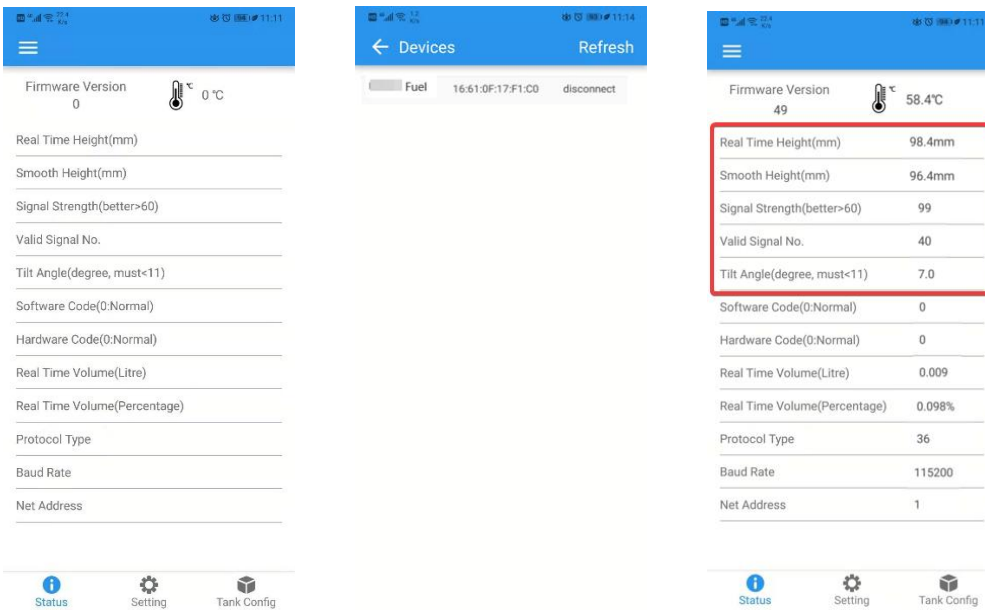 11:11
Firmware Version
0
0 ℃
Real Time Height(mm)
Smooth Height(mm)
Signal Strength(better>60)
Valid Signal No.
Tilt Angle(degree, must<11)
Software Code(0:Normal)
Hardware Code(0:Normal)
Real Time Volume(Litre)
Real Time Volume(Percentage)
Protocol Type
Baud Rate
Net Address
Status Setting Tank Config
11:14
Devices Refresh
Fuel 16:61:0F:17:F1:C0 disconnect
11:11
Firmware Version
49
58.4℃
Real Time Height(mm) 98.4mm
Smooth Height(mm) 96.4mm
Signal Strength(better>60) 99
Valid Signal No. 40
Tilt Angle(degree, must<11) 7.0
Software Code(0:Normal) 0
Hardware Code(0:Normal) 0
Real Time Volume(Litre) 0.009
Real Time Volume(Percentage) 0.098%
Protocol Type 36
Baud Rate 115200
Net Address 1
Status Setting Tank Config